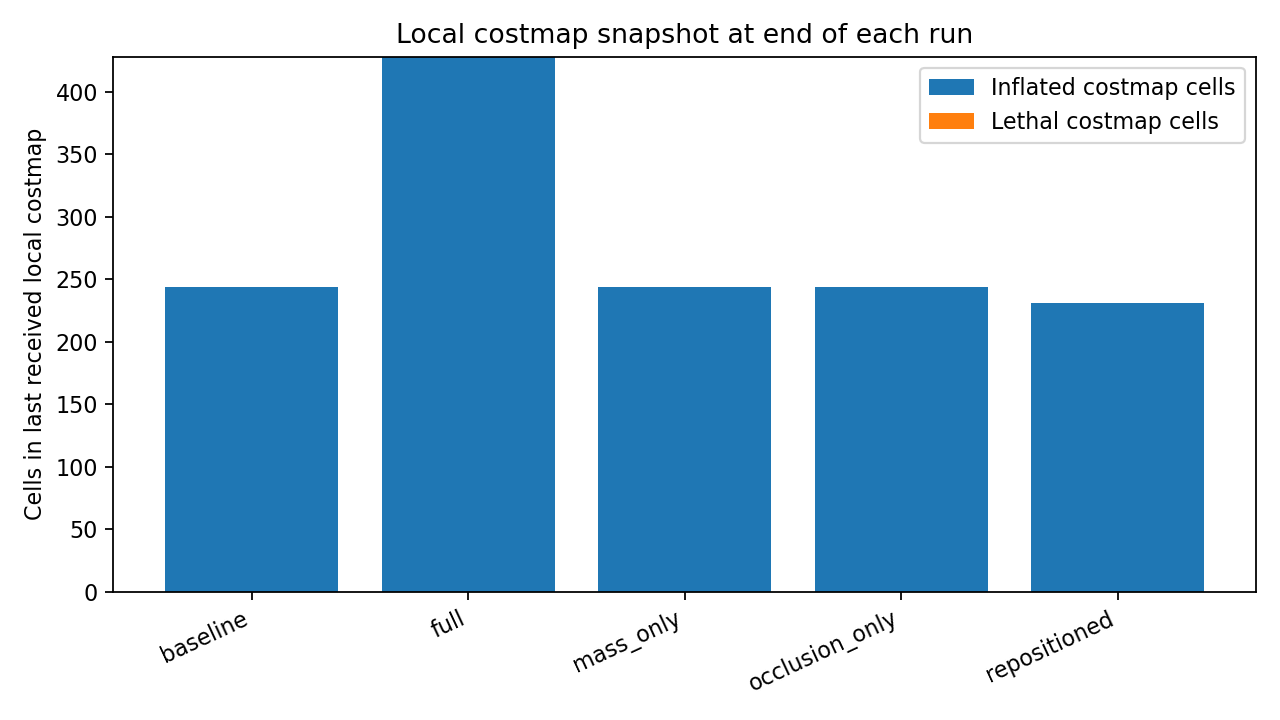 Local costmap snapshot at end of each run
Cells in last received local costmap
400
350
300
250
200
150
100
50
0
Inflated costmap cells
Lethal costmap cells
baseline
full
mass_only
occlusion_only
repositioned